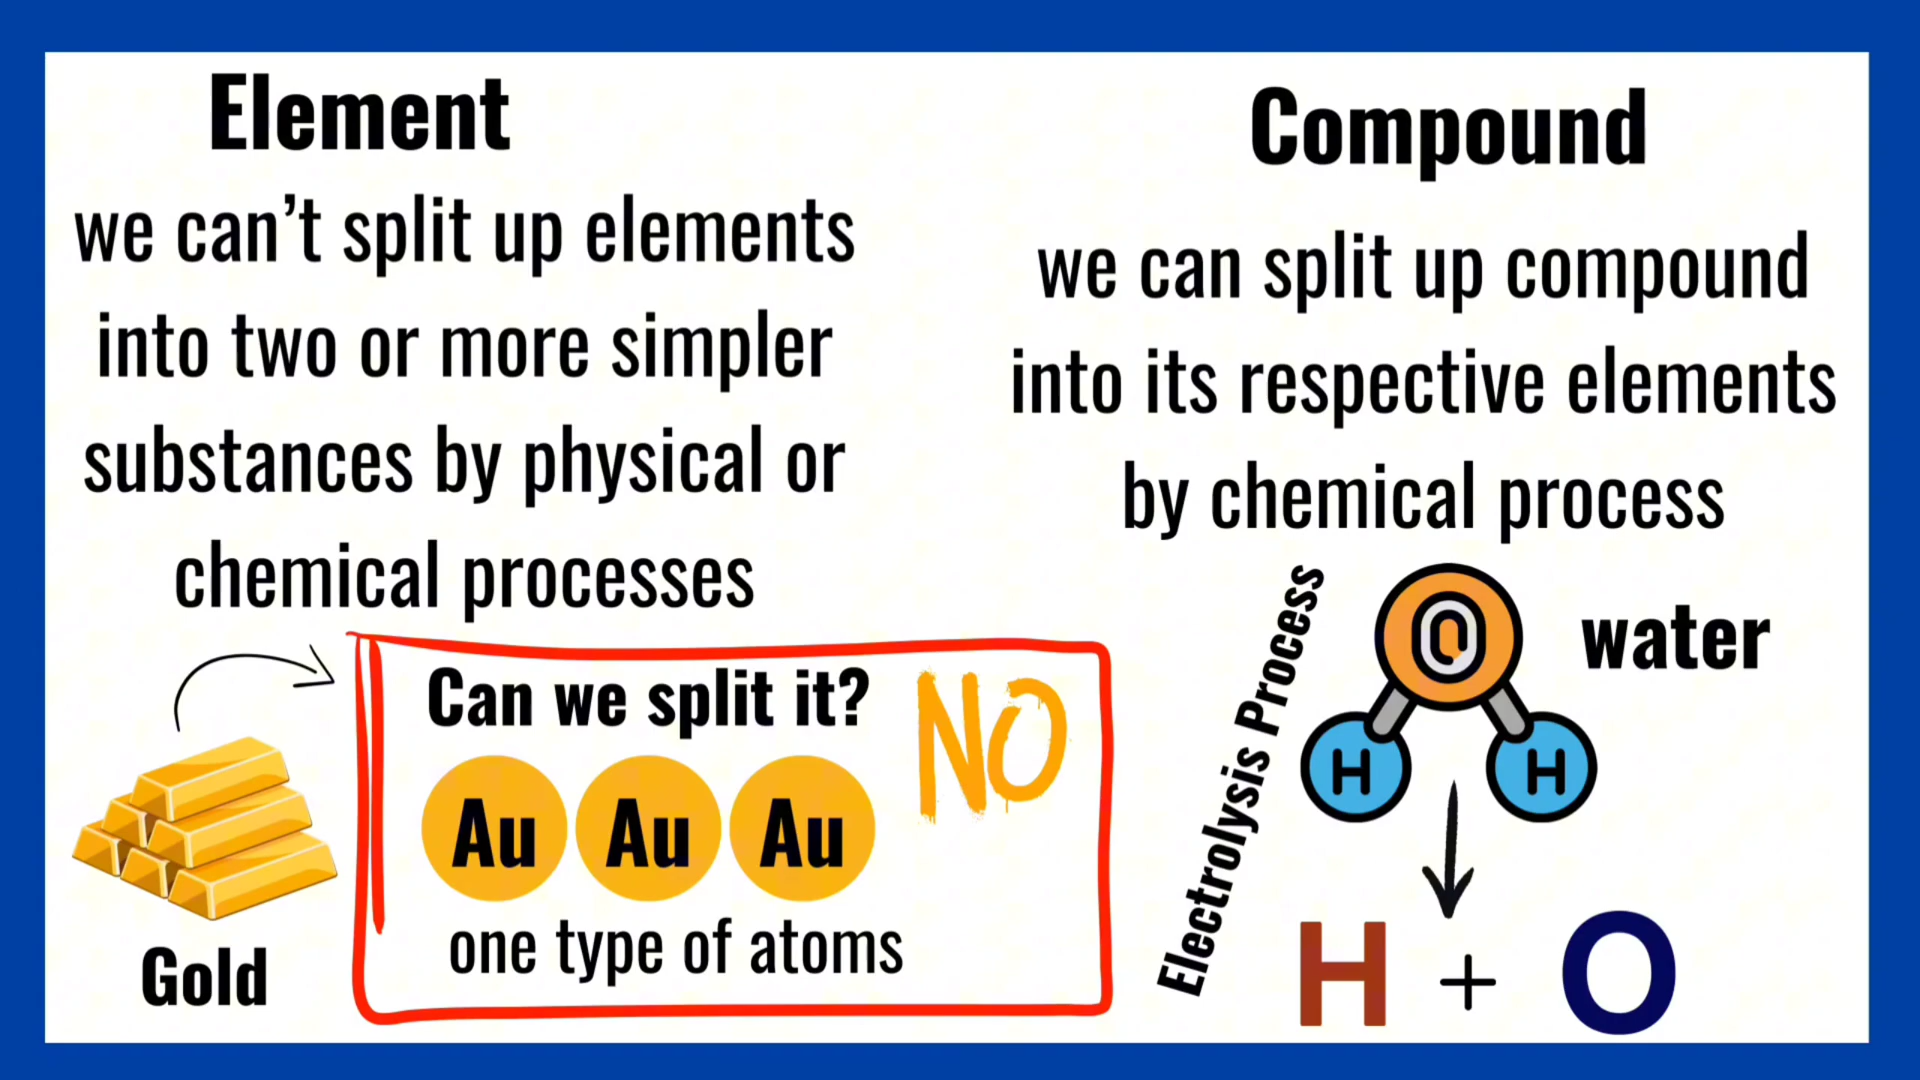 Element
we can’t split up elements
into two or more simpler
substances by physical or
chemical processes
Gold
Can we split it?
NO
Au Au Au
one type of atoms
Compound
we can split up compound
into its respective elements
by chemical process
Electrolysis Process
O
water
H H
H + O